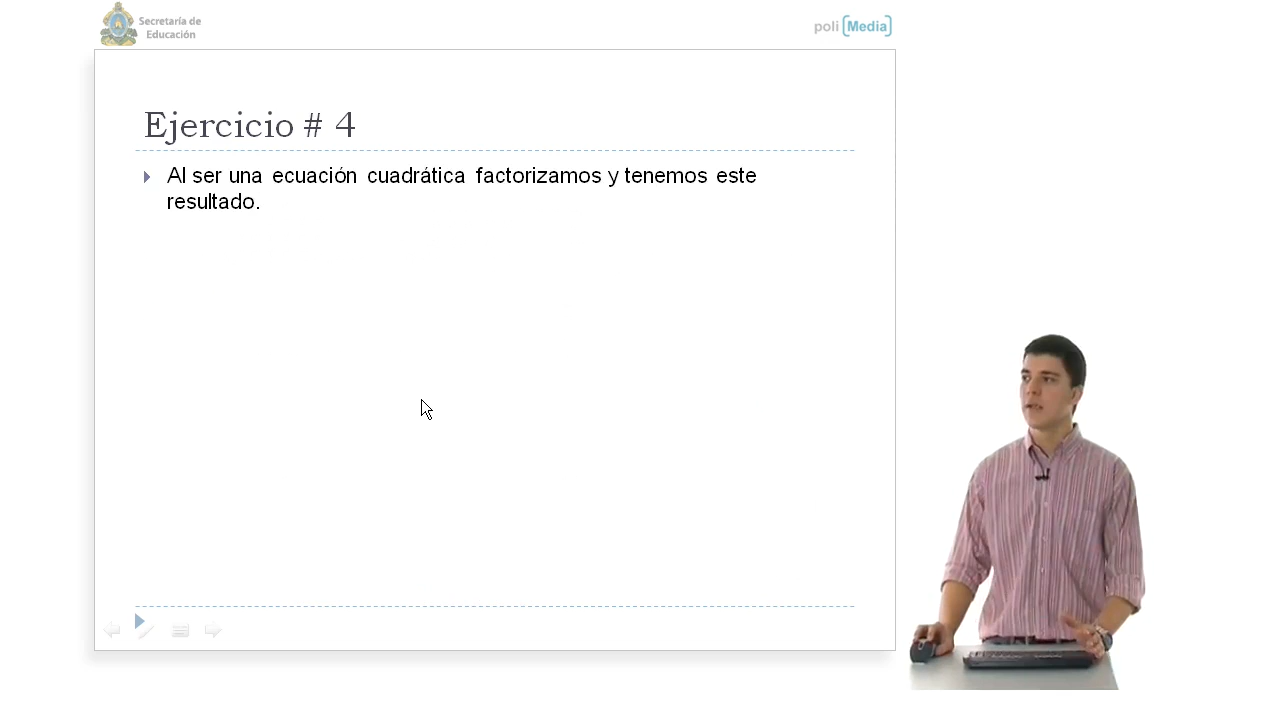 Secretaría de
Educación
poli [Media]
Ejercicio # 4
Al ser una ecuación cuadrática factorizamos y tenemos este
resultado.